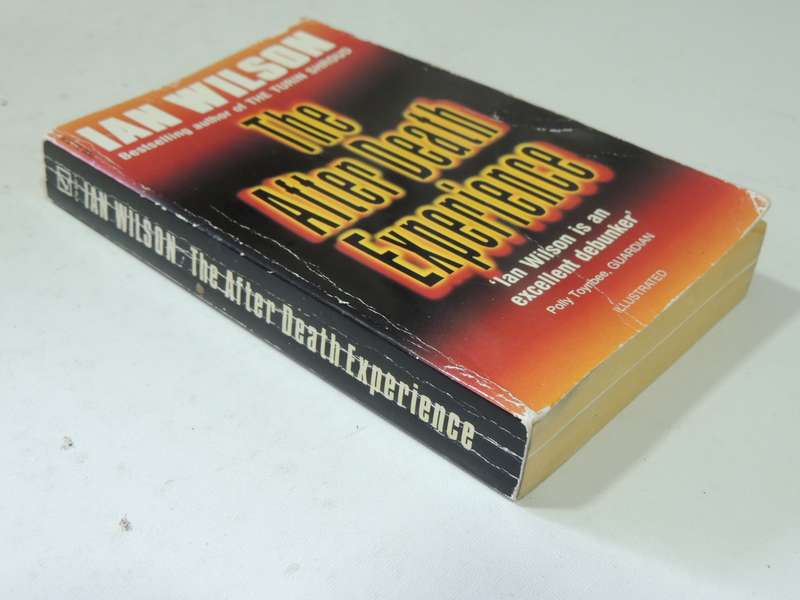 IAN WILSON
Bestselling author of THE TURIN SHROUD
The
After Death
Experience
'Ian Wilson is an
excellent debunker'
Polly Toynbee, GUARDIAN
ILLUSTRATED
IAN WILSON The After Death Experience